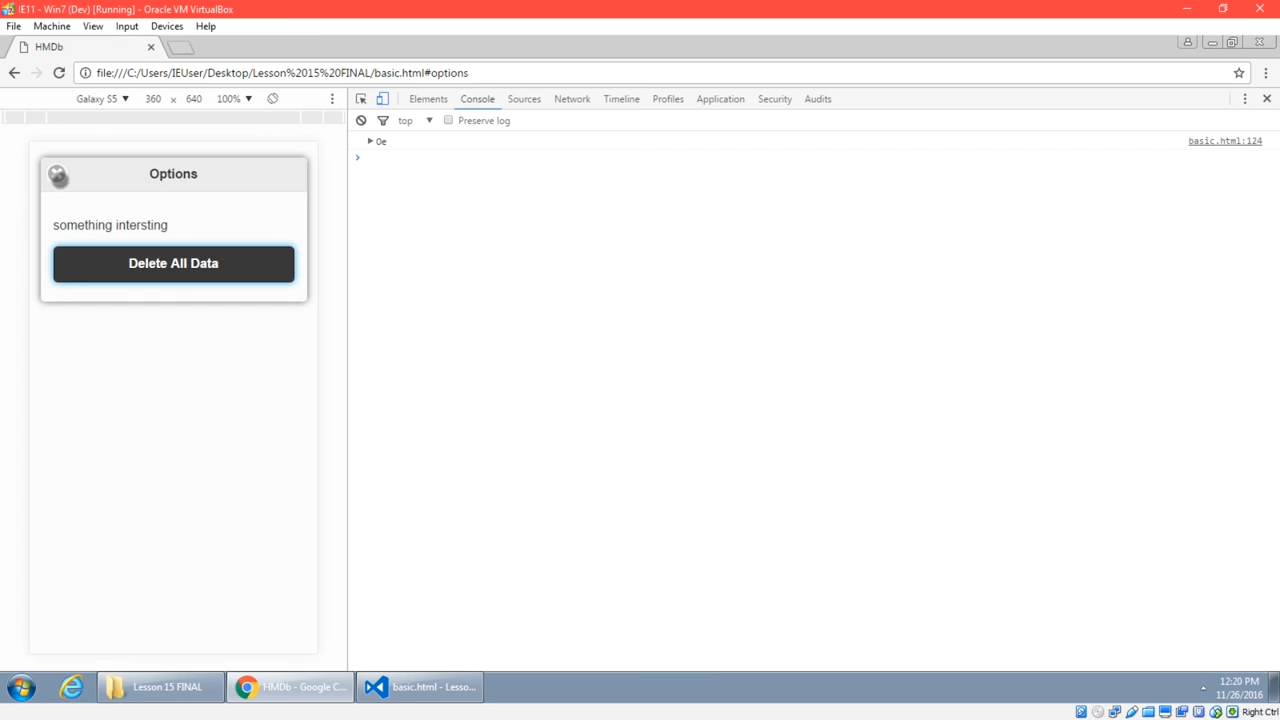 IE11 - Win7 (Dev) [Running] - Oracle VM VirtualBox
File Machine View Input Devices Help
HMDb
file:///C:/Users/IEUser/Desktop/Lesson%2015%20FINAL/basic.html#options
Galaxy S5 ▼ 360 x 640 100% ▼
Elements Console Sources Network Timeline Profiles Application Security Audits
top ▼ Preserve log
Oe basic.html:124
Options
something intersting
Delete All Data
Lesson 15 FINAL
HMDb - Google C...
basic.html - Lesso...
12:20 PM
11/26/2016
Right Ctrl